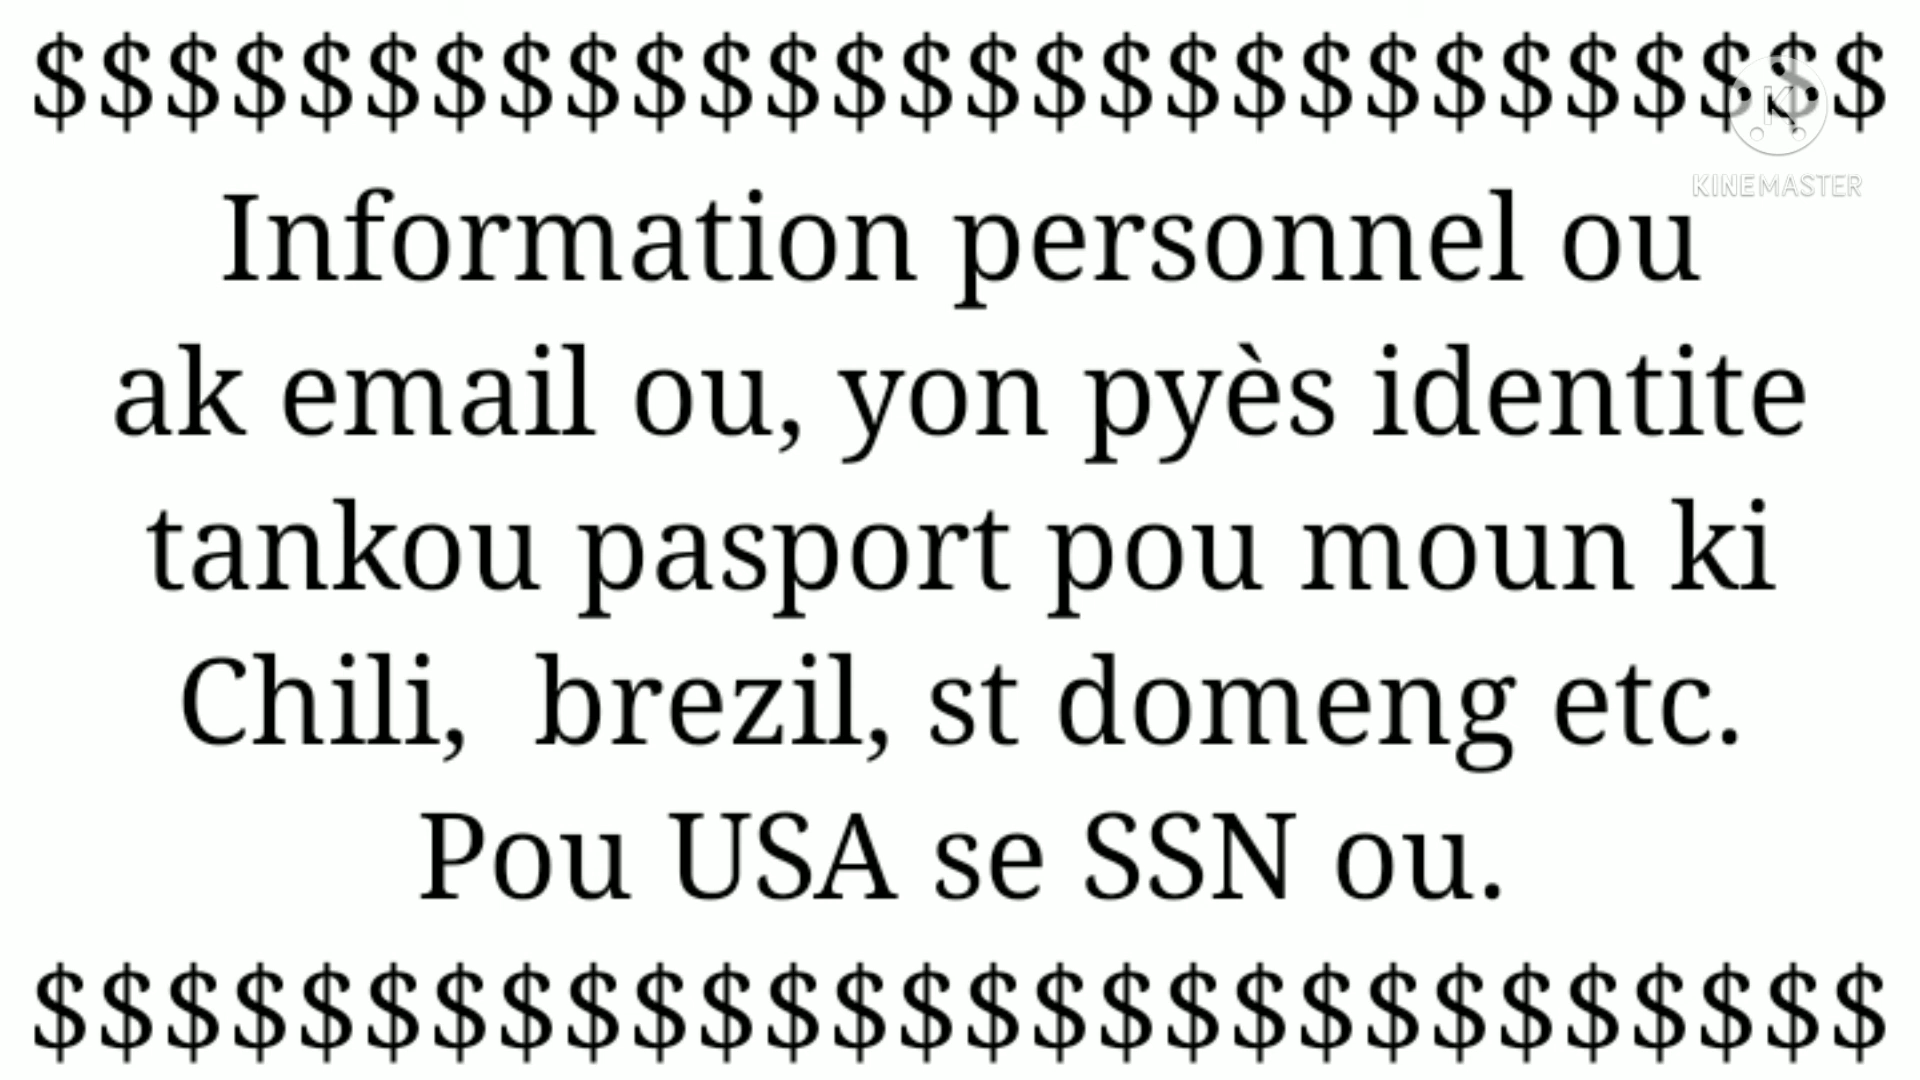 $$$$$$$$$$$$$$$$$$$$$$$$$$$$
KINEMASTER
Information personnel ou
ak email ou, yon pyès identite
tankou pasport pou moun ki
Chili, brezil, st domeng etc.
Pou USA se SSN ou.
$$$$$$$$$$$$$$$$$$$$$$$$$$$$